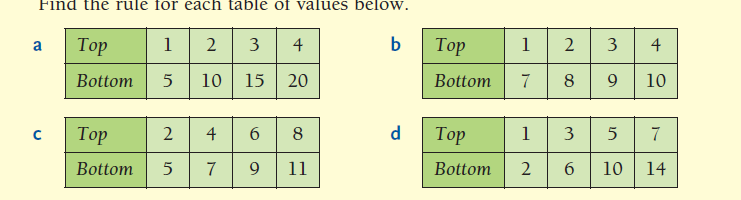 Find the rule for each table of values below.
a Top 1 2 3 4 b Top 1 2 3 4
Bottom 5 10 15 20 Bottom 7 8 9 10
c Top 2 4 6 8 d Top 1 3 5 7
Bottom 5 7 9 11 Bottom 2 6 10 14